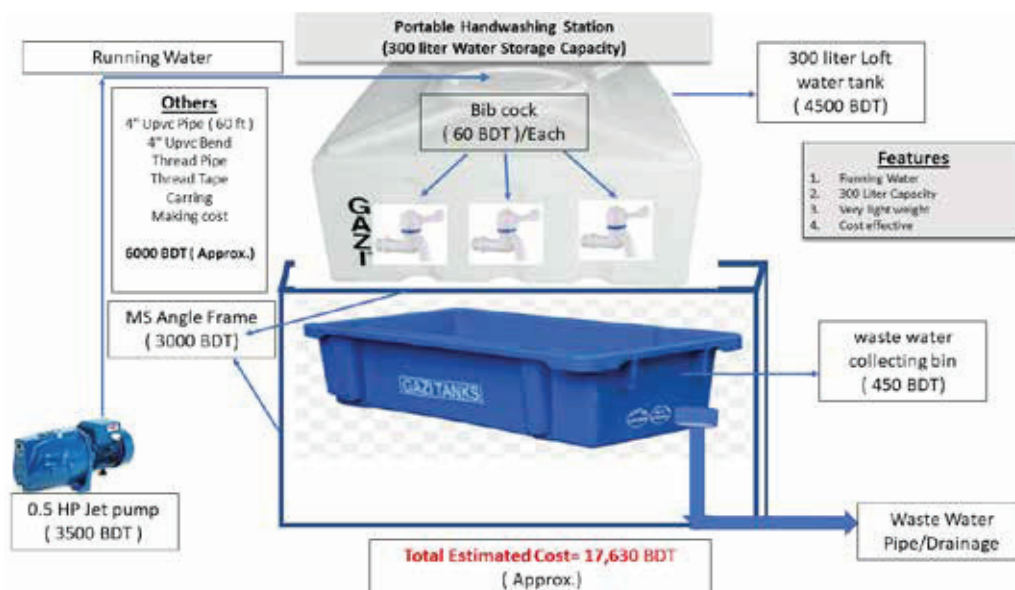 Portable Handwashing Station
(300 liter Water Storage Capacity)
Running Water
300 liter Loft
water tank
( 4500 BDT)
Others
4" Upvc Pipe ( 60 ft )
4" Upvc Bend
Thread Pipe
Thread Tape
Carring
Making cost
6000 BDT ( Approx.)
Bib cock
( 60 BDT )/Each
Features
1. Running Water
2. 300 Liter Capacity
3. Very light weight
4. Cost effective
GAZI
MS Angle Frame
( 3000 BDT)
GAZI TANKS
waste water
collecting bin
( 450 BDT)
0.5 HP Jet pump
( 3500 BDT )
Waste Water
Pipe/Drainage
Total Estimated Cost= 17,630 BDT
( Approx.)